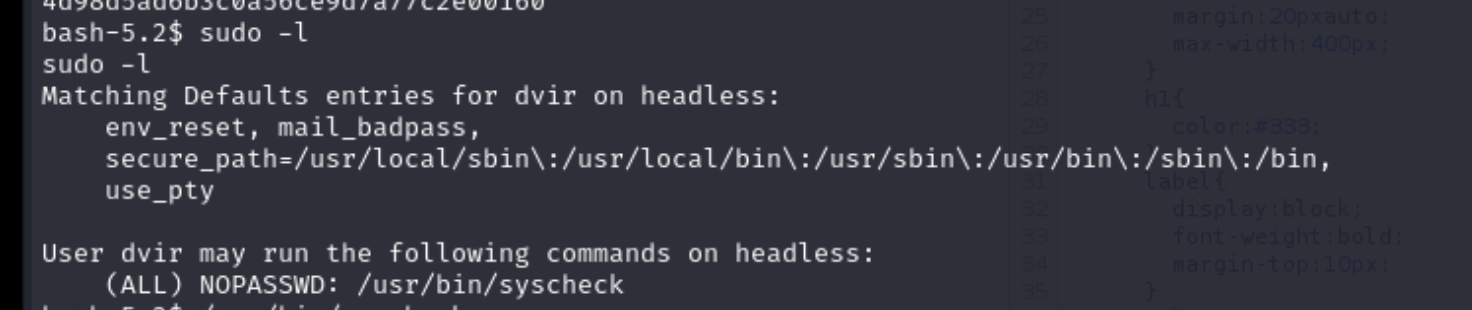 4d98d5ad6b3c0a56ce9d7a77c2e00160
bash-5.2$ sudo -l
sudo -l
Matching Defaults entries for dvir on headless:
env_reset, mail_badpass,
secure_path=/usr/local/sbin\:/usr/local/bin\:/usr/sbin\:/usr/bin\:/sbin\:/bin,
use_pty
User dvir may run the following commands on headless:
(ALL) NOPASSWD: /usr/bin/syscheck
25 margin:20pxauto;
26 max-width:400px;
27 }
28 h1{
29 color:#333;
31 label{
32 display:block;
33 font-weight:bold;
34 margin-top:10px;
35 }